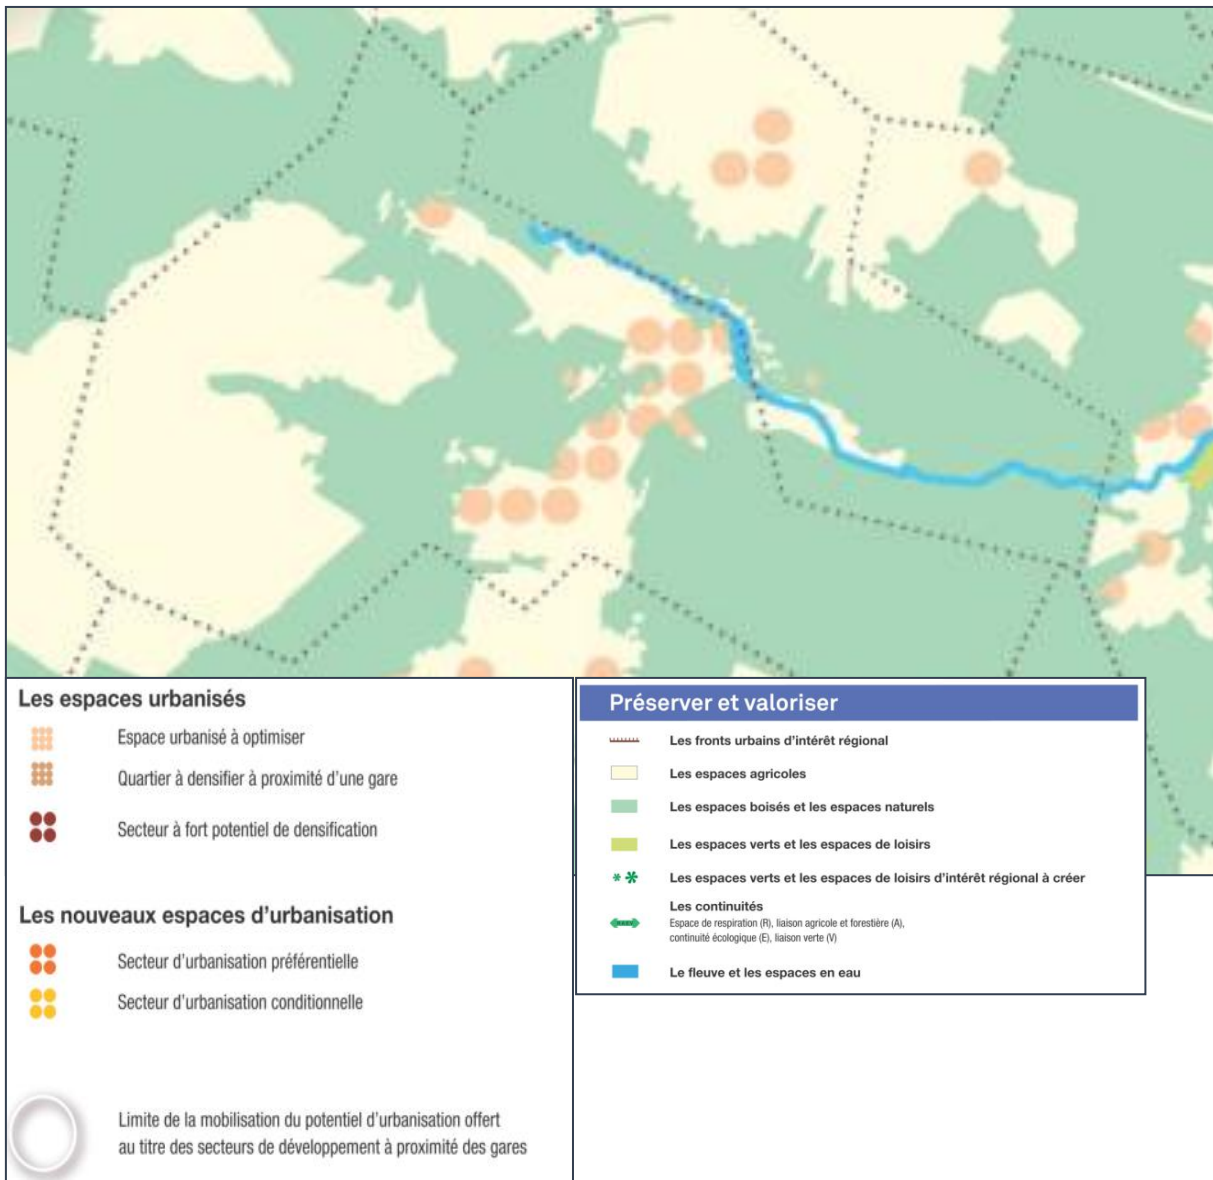 Les espaces urbanisés
Espace urbanisé à optimiser
Quartier à densifier à proximité d'une gare
Secteur à fort potentiel de densification
Les nouveaux espaces d'urbanisation
Secteur d'urbanisation préférentielle
Secteur d'urbanisation conditionnelle
Limite de la mobilisation du potentiel d'urbanisation offert
au titre des secteurs de développement à proximité des gares
Préserver et valoriser
Les fronts urbains d'intérêt régional
Les espaces agricoles
Les espaces boisés et les espaces naturels
Les espaces verts et les espaces de loisirs
Les espaces verts et les espaces de loisirs d'intérêt régional à créer
Les continuités
Espace de respiration (R), liaison agricole et forestière (A),
continuité écologique (E), liaison verte (V)
Le fleuve et les espaces en eau